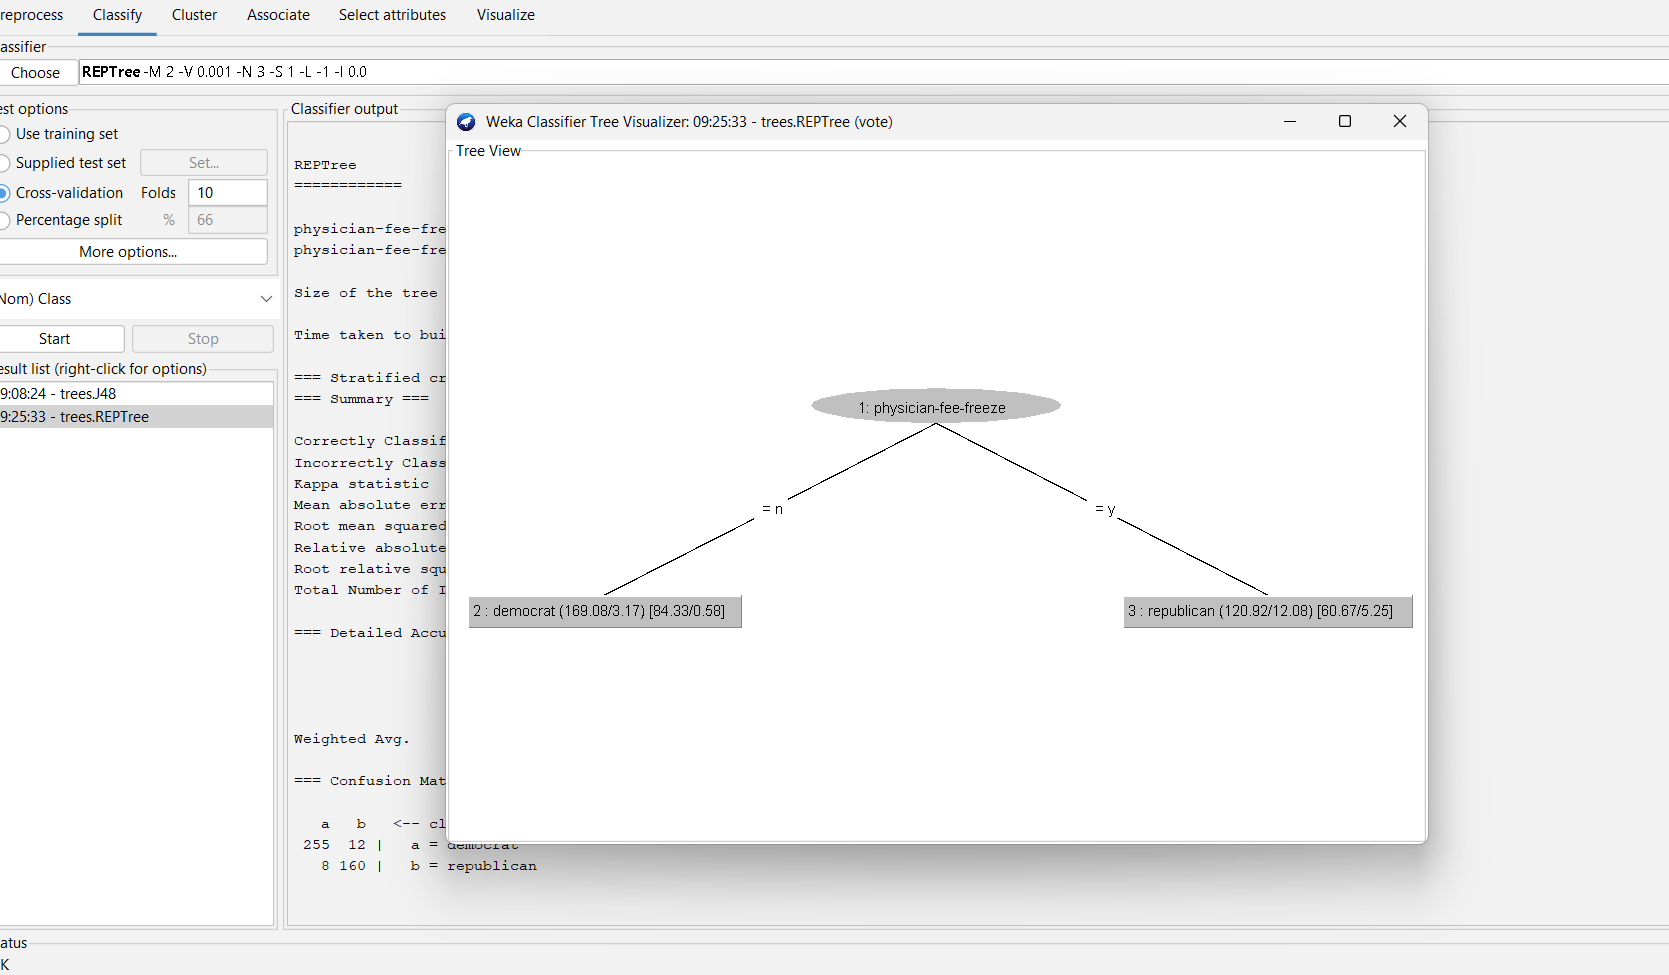 reprocess Classify Cluster Associate Select attributes Visualize
assifier
Choose REPTree -M 2 -V 0.001 -N 3 -S 1 -L -1 -I 0.0
est options
Use training set
Supplied test set Set...
Cross-validation Folds 10
Percentage split % 66
More options...
Nom) Class
Start Stop
esult list (right-click for options)
9:08:24 - trees.J48
9:25:33 - trees.REPTree
Classifier output
REPTree
============
physician-fee-fre
physician-fee-fre
Size of the tree
Time taken to bui
=== Stratified cr
=== Summary ===
Correctly Classif
Incorrectly Class
Kappa statistic
Mean absolute err
Root mean squared
Relative absolute
Root relative squ
Total Number of I
=== Detailed Accu
Weighted Avg.
=== Confusion Mat
a b <-- cl
255 12 | a = democrat
8 160 | b = republican
Weka Classifier Tree Visualizer: 09:25:33 - trees.REPTree (vote)
Tree View
1: physician-fee-freeze
= n = y
2 : democrat (169.08/3.17) [84.33/0.58] 3 : republican (120.92/12.08) [60.67/5.25]
atus
K